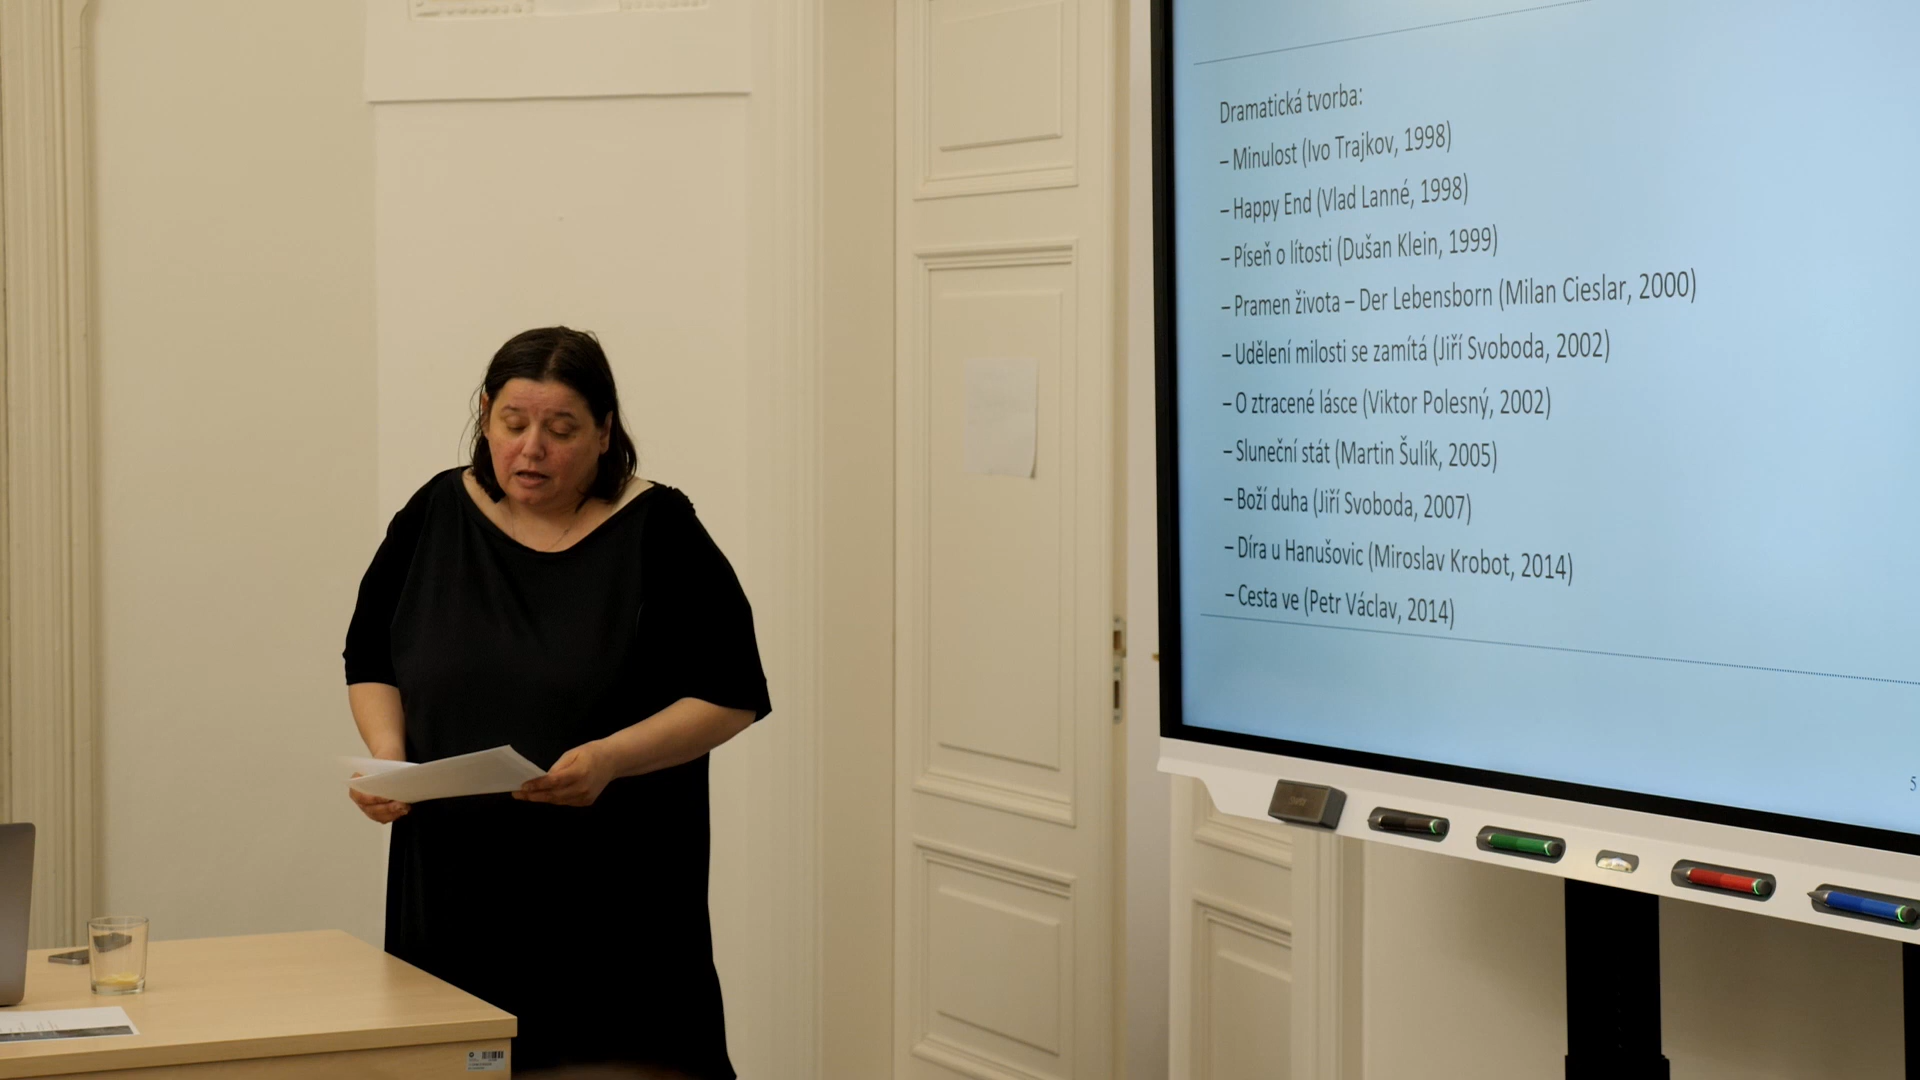 Dramatická tvorba:
– Minulost (Ivo Trajkov, 1998)
– Happy End (Vlad Lanné, 1998)
– Píseň o lítosti (Dušan Klein, 1999)
– Pramen života – Der Lebensborn (Milan Cieslar, 2000)
– Udělení milosti se zamítá (Jiří Svoboda, 2002)
– O ztracené lásce (Viktor Polesný, 2002)
– Sluneční stát (Martin Šulík, 2005)
– Boží duha (Jiří Svoboda, 2007)
– Díra u Hanušovic (Miroslav Krobot, 2014)
– Cesta ve (Petr Václav, 2014)
5